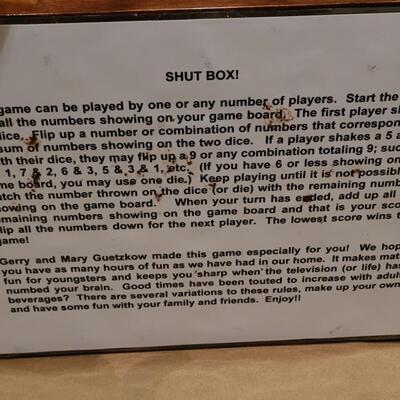 SHUT BOX!
game can be played by one or any number of players. Start the
all the numbers showing on your game board. The first player s
dice. Flip up a number or combination of numbers that correspon
sum of numbers showing on the two dice. If a player shakes a 5 a
with their dice, they may flip up a 9 or any combination totaling 9; suc
1, 7 & 2, 6 & 3, 5 & 3 & 1, etc. (If you have 6 or less showing on
me board, you may use one die.) Keep playing until it is not possible
atch the number thrown on the dice (or die) with the remaining numb
howing on the game board. When your turn has ended, add up all
remaining numbers showing on the game board and that is your sco
flip all the numbers down for the next player. The lowest score wins t
game!
Gerry and Mary Guetzkow made this game especially for you! We hop
you have as many hours of fun as we have had in our home. It makes mat
fun for youngsters and keeps you 'sharp when' the television (or life) has
numbed your brain. Good times have been touted to increase with adul
beverages? There are several variations to these rules, make up your own
and have some fun with your family and friends. Enjoy!!